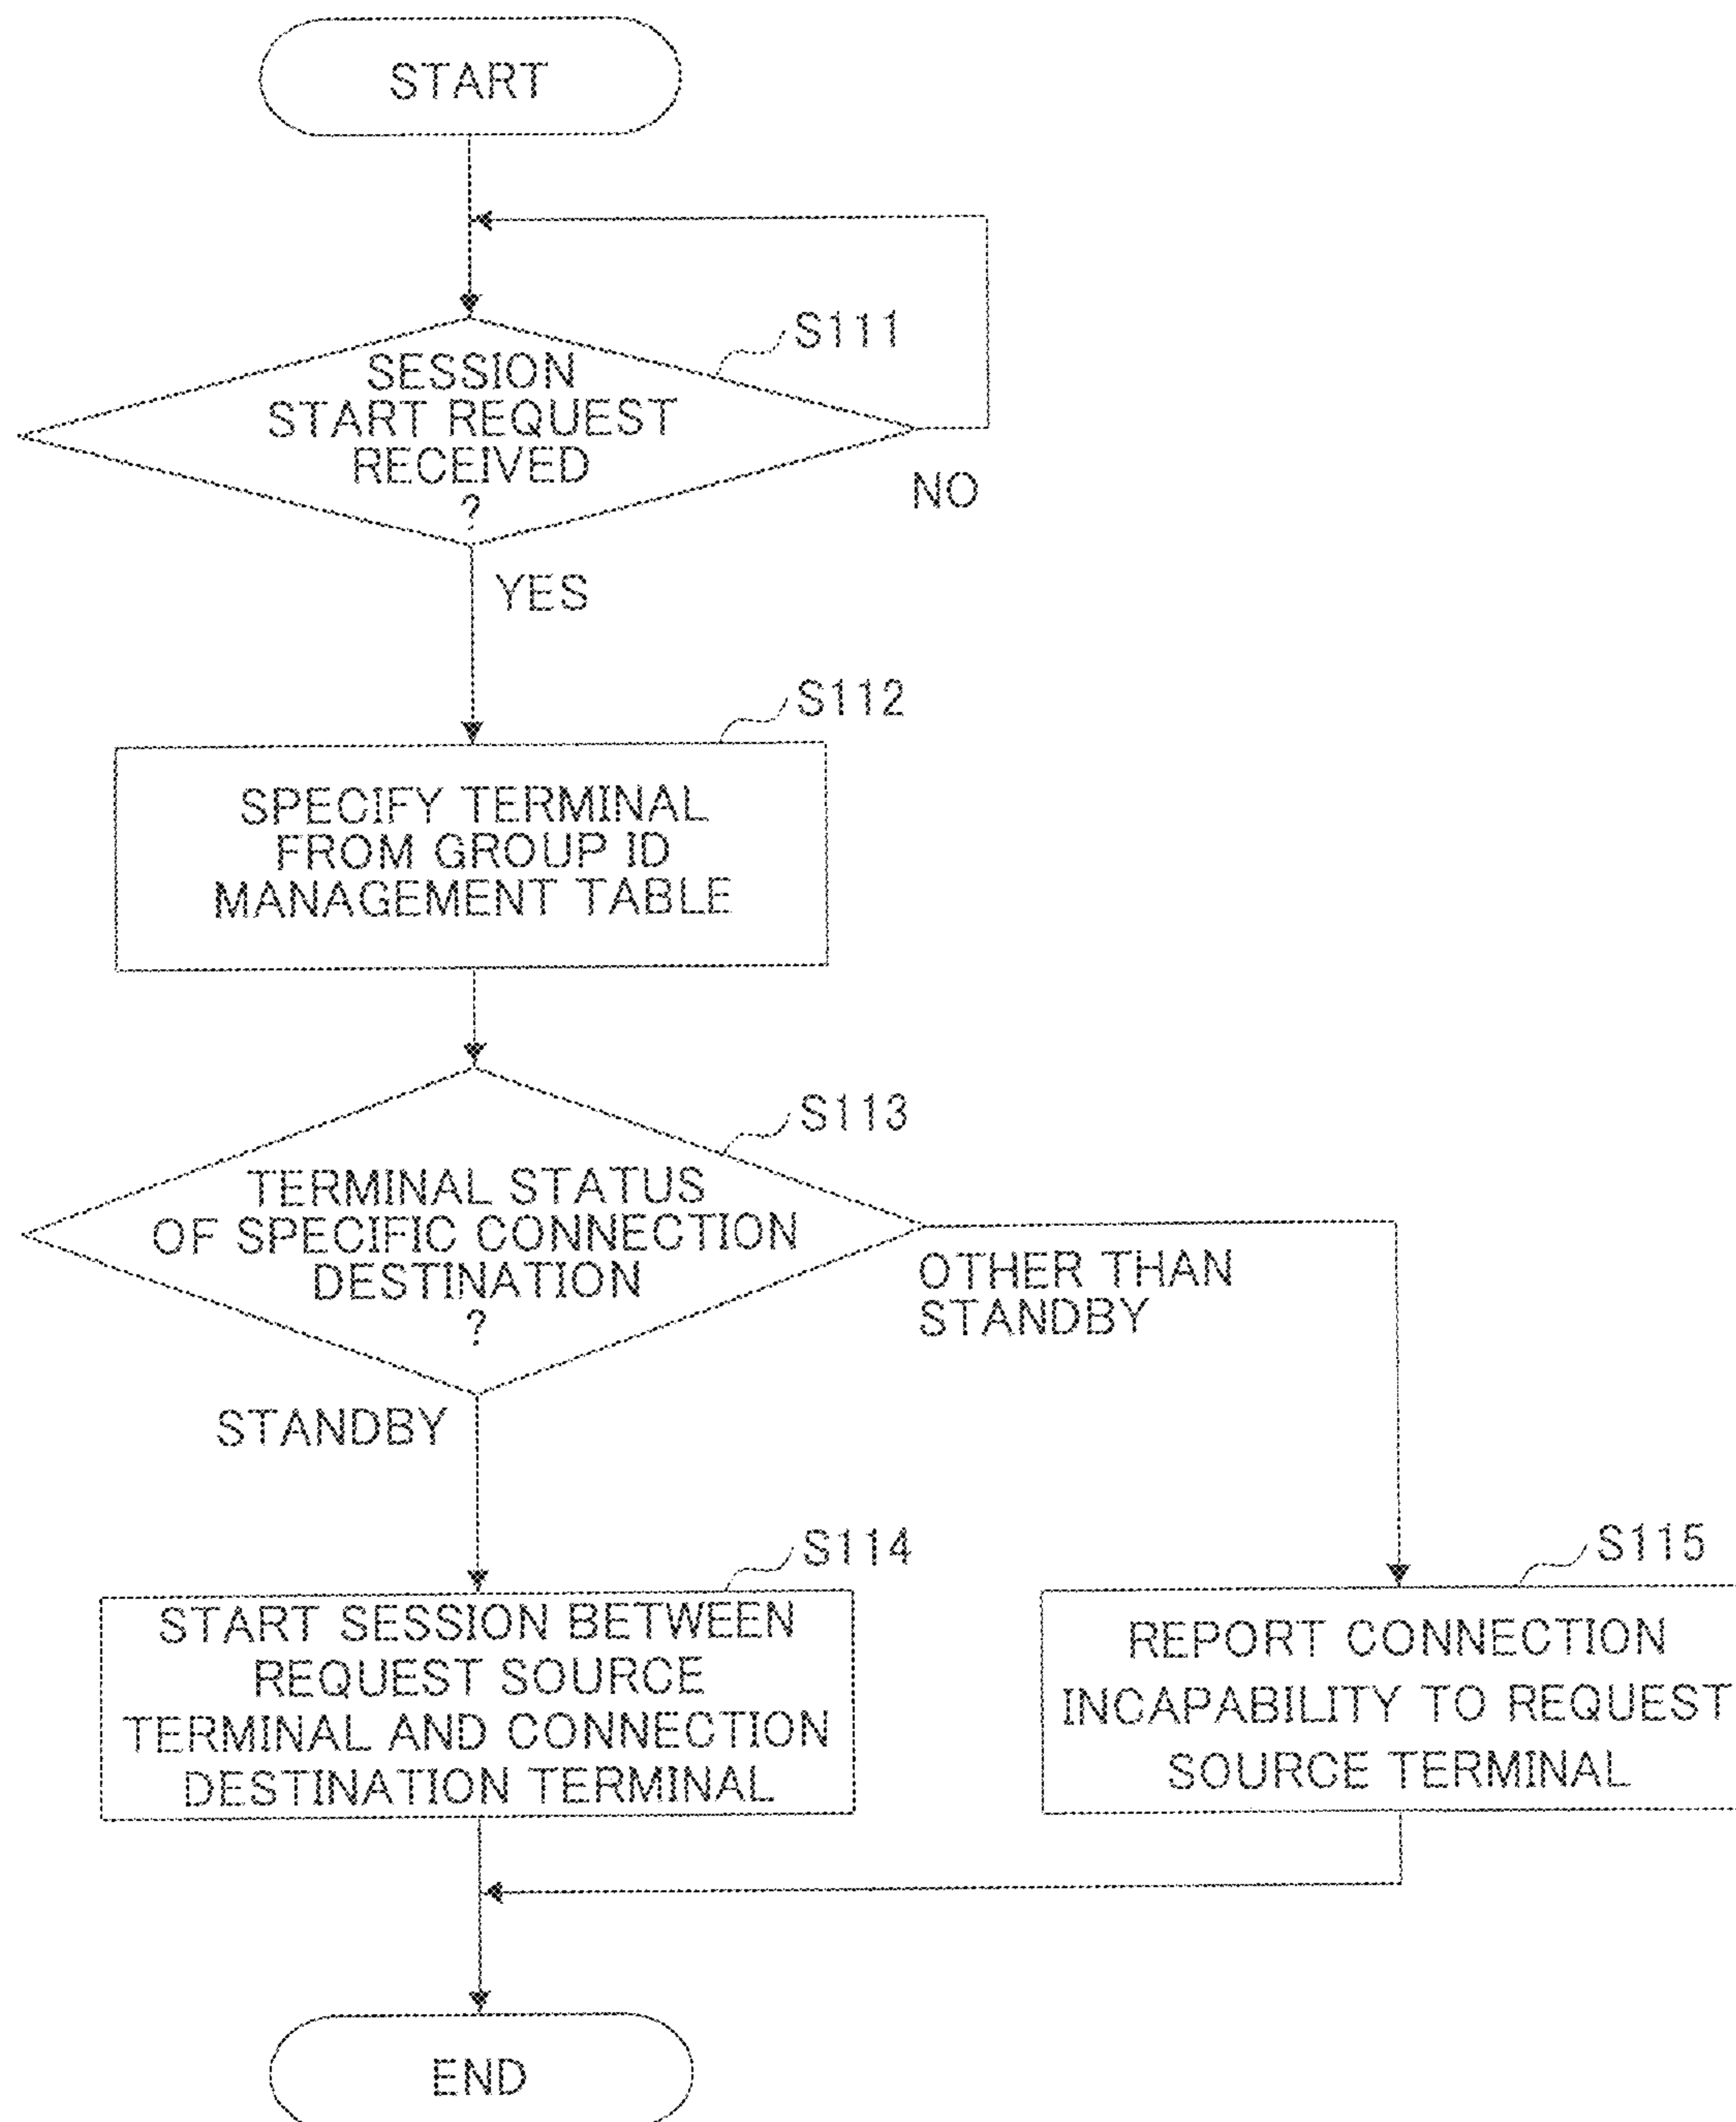 START
S111
SESSION
START REQUEST
RECEIVED
?
NO
YES
S112
SPECIFY TERMINAL
FROM GROUP ID
MANAGEMENT TABLE
S113
TERMINAL STATUS
OF SPECIFIC CONNECTION
DESTINATION
?
OTHER THAN
STANDBY
STANDBY
S114
START SESSION BETWEEN
REQUEST SOURCE
TERMINAL AND CONNECTION
DESTINATION TERMINAL
S115
REPORT CONNECTION
INCAPABILITY TO REQUEST
SOURCE TERMINAL
END